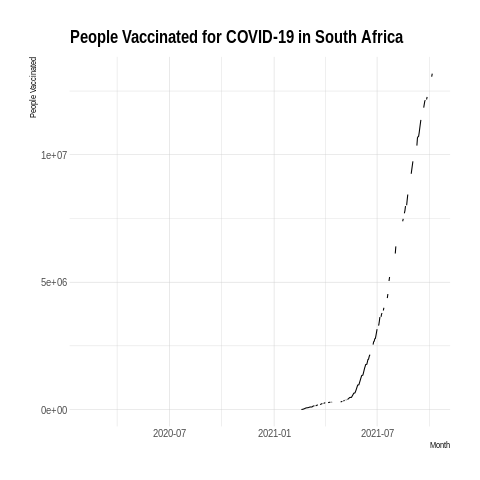 People Vaccinated for COVID-19 in South Africa
People Vaccinated
1e+07
5e+06
0e+00
2020-07 2021-01 2021-07
Month